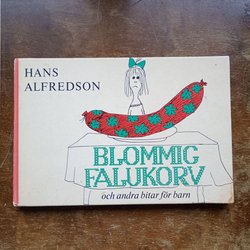 HANS
ALFREDSON
BLOMMIG
FALUKORV
och andra bitar för barn